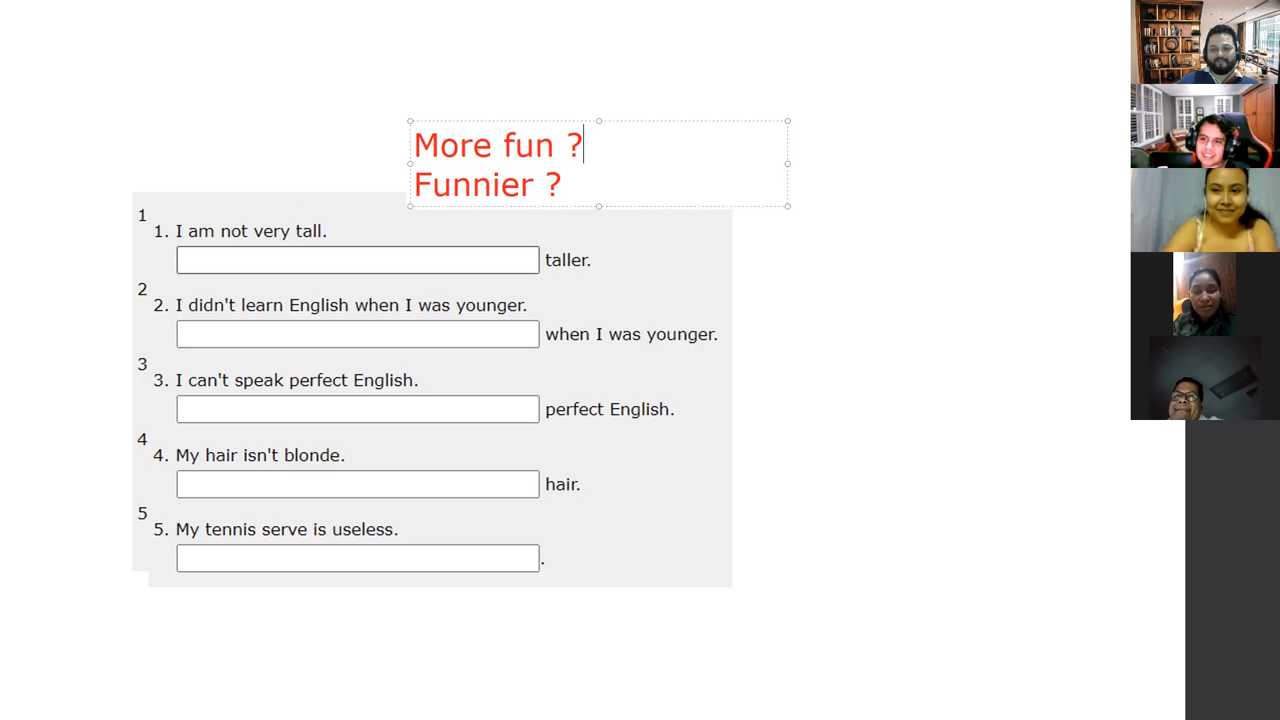 More fun ?
Funnier ?
1
1. I am not very tall.
taller.
2
2. I didn't learn English when I was younger.
when I was younger.
3
3. I can't speak perfect English.
perfect English.
4
4. My hair isn't blonde.
hair.
5
5. My tennis serve is useless.
.